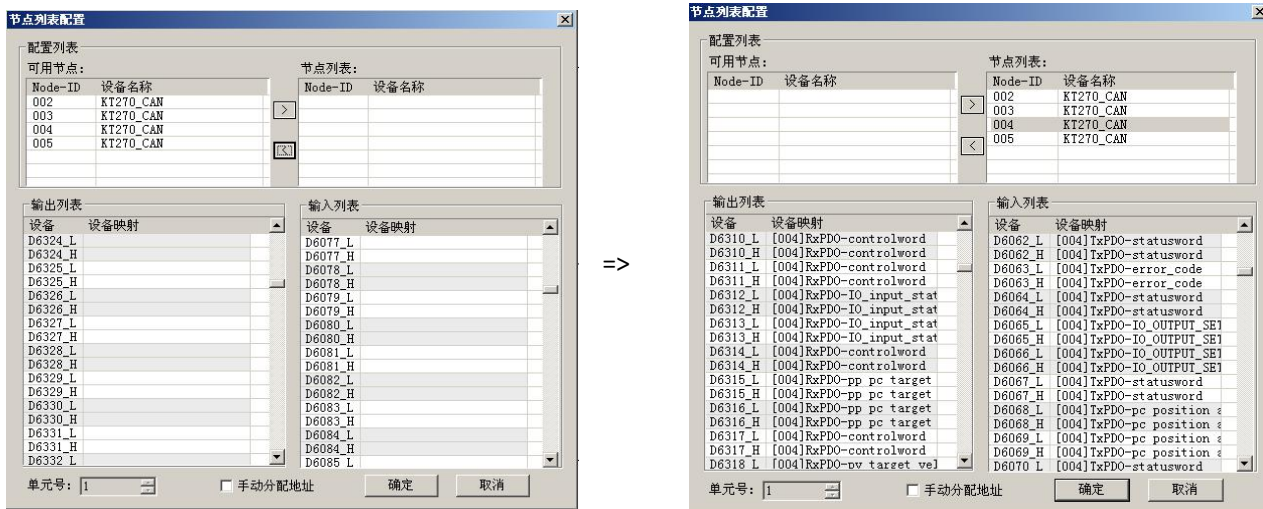 节点列表配置
配置列表
可用节点:
节点列表:
Node-ID 设备名称
Node-ID 设备名称
002 KT270_CAN
003 KT270_CAN
004 KT270_CAN
005 KT270_CAN
>
<
输出列表
设备 设备映射
D6324_L
D6324_H
D6325_L
D6325_H
D6326_L
D6326_H
D6327_L
D6327_H
D6328_L
D6328_H
D6329_L
D6329_H
D6330_L
D6330_H
D6331_L
D6331_H
D6332_L
输入列表
设备 设备映射
D6077_L
D6077_H
D6078_L
D6078_H
D6079_L
D6079_H
D6080_L
D6080_H
D6081_L
D6081_H
D6082_L
D6082_H
D6083_L
D6083_H
D6084_L
D6084_H
D6085_L
单元号: 1
手动分配地址
确定
取消
=>
节点列表配置
配置列表
可用节点:
节点列表:
Node-ID 设备名称
Node-ID 设备名称
002 KT270_CAN
003 KT270_CAN
004 KT270_CAN
005 KT270_CAN
>
<
输出列表
设备 设备映射
D6310_L [004]RxPDO-controlword
D6310_H [004]RxPDO-controlword
D6311_L [004]RxPDO-controlword
D6311_H [004]RxPDO-controlword
D6312_L [004]RxPDO-IO_input_stat
D6312_H [004]RxPDO-IO_input_stat
D6313_L [004]RxPDO-IO_input_stat
D6313_H [004]RxPDO-IO_input_stat
D6314_L [004]RxPDO-controlword
D6314_H [004]RxPDO-controlword
D6315_L [004]RxPDO-pp pc target
D6315_H [004]RxPDO-pp pc target
D6316_L [004]RxPDO-pp pc target
D6316_H [004]RxPDO-pp pc target
D6317_L [004]RxPDO-controlword
D6317_H [004]RxPDO-controlword
D6318_L [004]RxPDO-pv target vel
输入列表
设备 设备映射
D6062_L [004]TxPDO-statusword
D6062_H [004]TxPDO-statusword
D6063_L [004]TxPDO-error_code
D6063_H [004]TxPDO-error_code
D6064_L [004]TxPDO-statusword
D6064_H [004]TxPDO-statusword
D6065_L [004]TxPDO-IO_OUTPUT_SET
D6065_H [004]TxPDO-IO_OUTPUT_SET
D6066_L [004]TxPDO-IO_OUTPUT_SET
D6066_H [004]TxPDO-IO_OUTPUT_SET
D6067_L [004]TxPDO-statusword
D6067_H [004]TxPDO-statusword
D6068_L [004]TxPDO-pc position a
D6068_H [004]TxPDO-pc position a
D6069_L [004]TxPDO-pc position a
D6069_H [004]TxPDO-pc position a
D6070_L [004]TxPDO-statusword
单元号: 1
手动分配地址
确定
取消